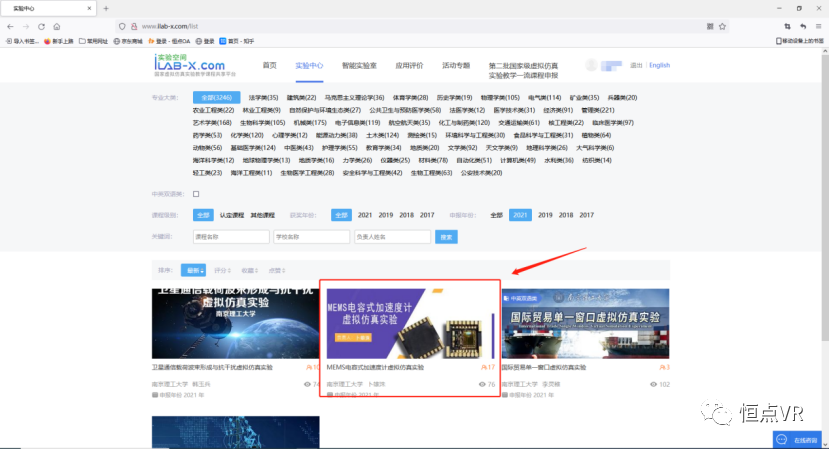 实验中心
www.ilab-x.com/list
导入书签... 新手上路 常用网址 京东商城 登录 - 恒点OA 登录 首页 - 知乎 移动设备上的书签
实验空间
iLAB-X.COM
国家虚拟仿真实验教学课程共享平台
首页 实验中心 智能实验室 应用评价 活动专题 第二批国家级虚拟仿真
实验教学一流课程申报
退出 English
专业大类: 全部(3246) 法学类(35) 建筑类(22) 马克思主义理论类(36) 体育学类(28) 历史学类(19) 物理学类(105) 电气类(114) 矿业类(35) 兵器类(20)
农业工程类(22) 林业工程类(9) 自然保护与环境生态类(27) 公共卫生与预防医学类(58) 法医学类(12) 医学技术类(31) 经济类(91) 管理类(221)
艺术学类(168) 生物科学类(105) 机械类(175) 电子信息类(119) 航空航天类(35) 化工与制药类(120) 交通运输类(61) 核工程类(22) 临床医学类(97)
药学类(53) 化学类(120) 心理学类(12) 能源动力类(38) 土木类(124) 测绘类(15) 环境科学与工程类(30) 食品科学与工程类(31) 植物类(64)
动物类(56) 基础医学类(124) 中医类(43) 护理学类(55) 教育学类(34) 地质类(20) 文学类(92) 天文学类(9) 地理科学类(26) 大气科学类(6)
海洋科学类(12) 地球物理学类(13) 地质学类(16) 力学类(26) 仪器类(25) 材料类(78) 自动化类(51) 计算机类(49) 水利类(36) 纺织类(14)
轻工类(23) 海洋工程类(11) 生物医学工程类(28) 安全科学与工程类(42) 生物工程类(63) 公安技术类(20)
中英双语类:
课程级别: 全部 认定课程 其他课程 获奖年份: 全部 2021 2019 2018 2017 申报年份: 全部 2021 2019 2018 2017
关键词: 课程名称 学校名称 负责人姓名 搜索
排序: 最新 评分 收藏 点赞
卫星通信载荷波束形成与抗干扰
虚拟仿真实验
南京理工大学
MEMS电容式加速度计
虚拟仿真实验
中英双语类
国际贸易单一窗口虚拟仿真实验
卫星通信载荷波束形成与抗干扰虚拟仿真实验 10
南京理工大学 74
申报年份 2021 年
MEMS电容式加速度计虚拟仿真实验 17
南京理工大学 76
申报年份 2021 年
国际贸易单一窗口虚拟仿真实验 3
南京理工大学 102
申报年份 2021 年
恒点VR
在线咨询